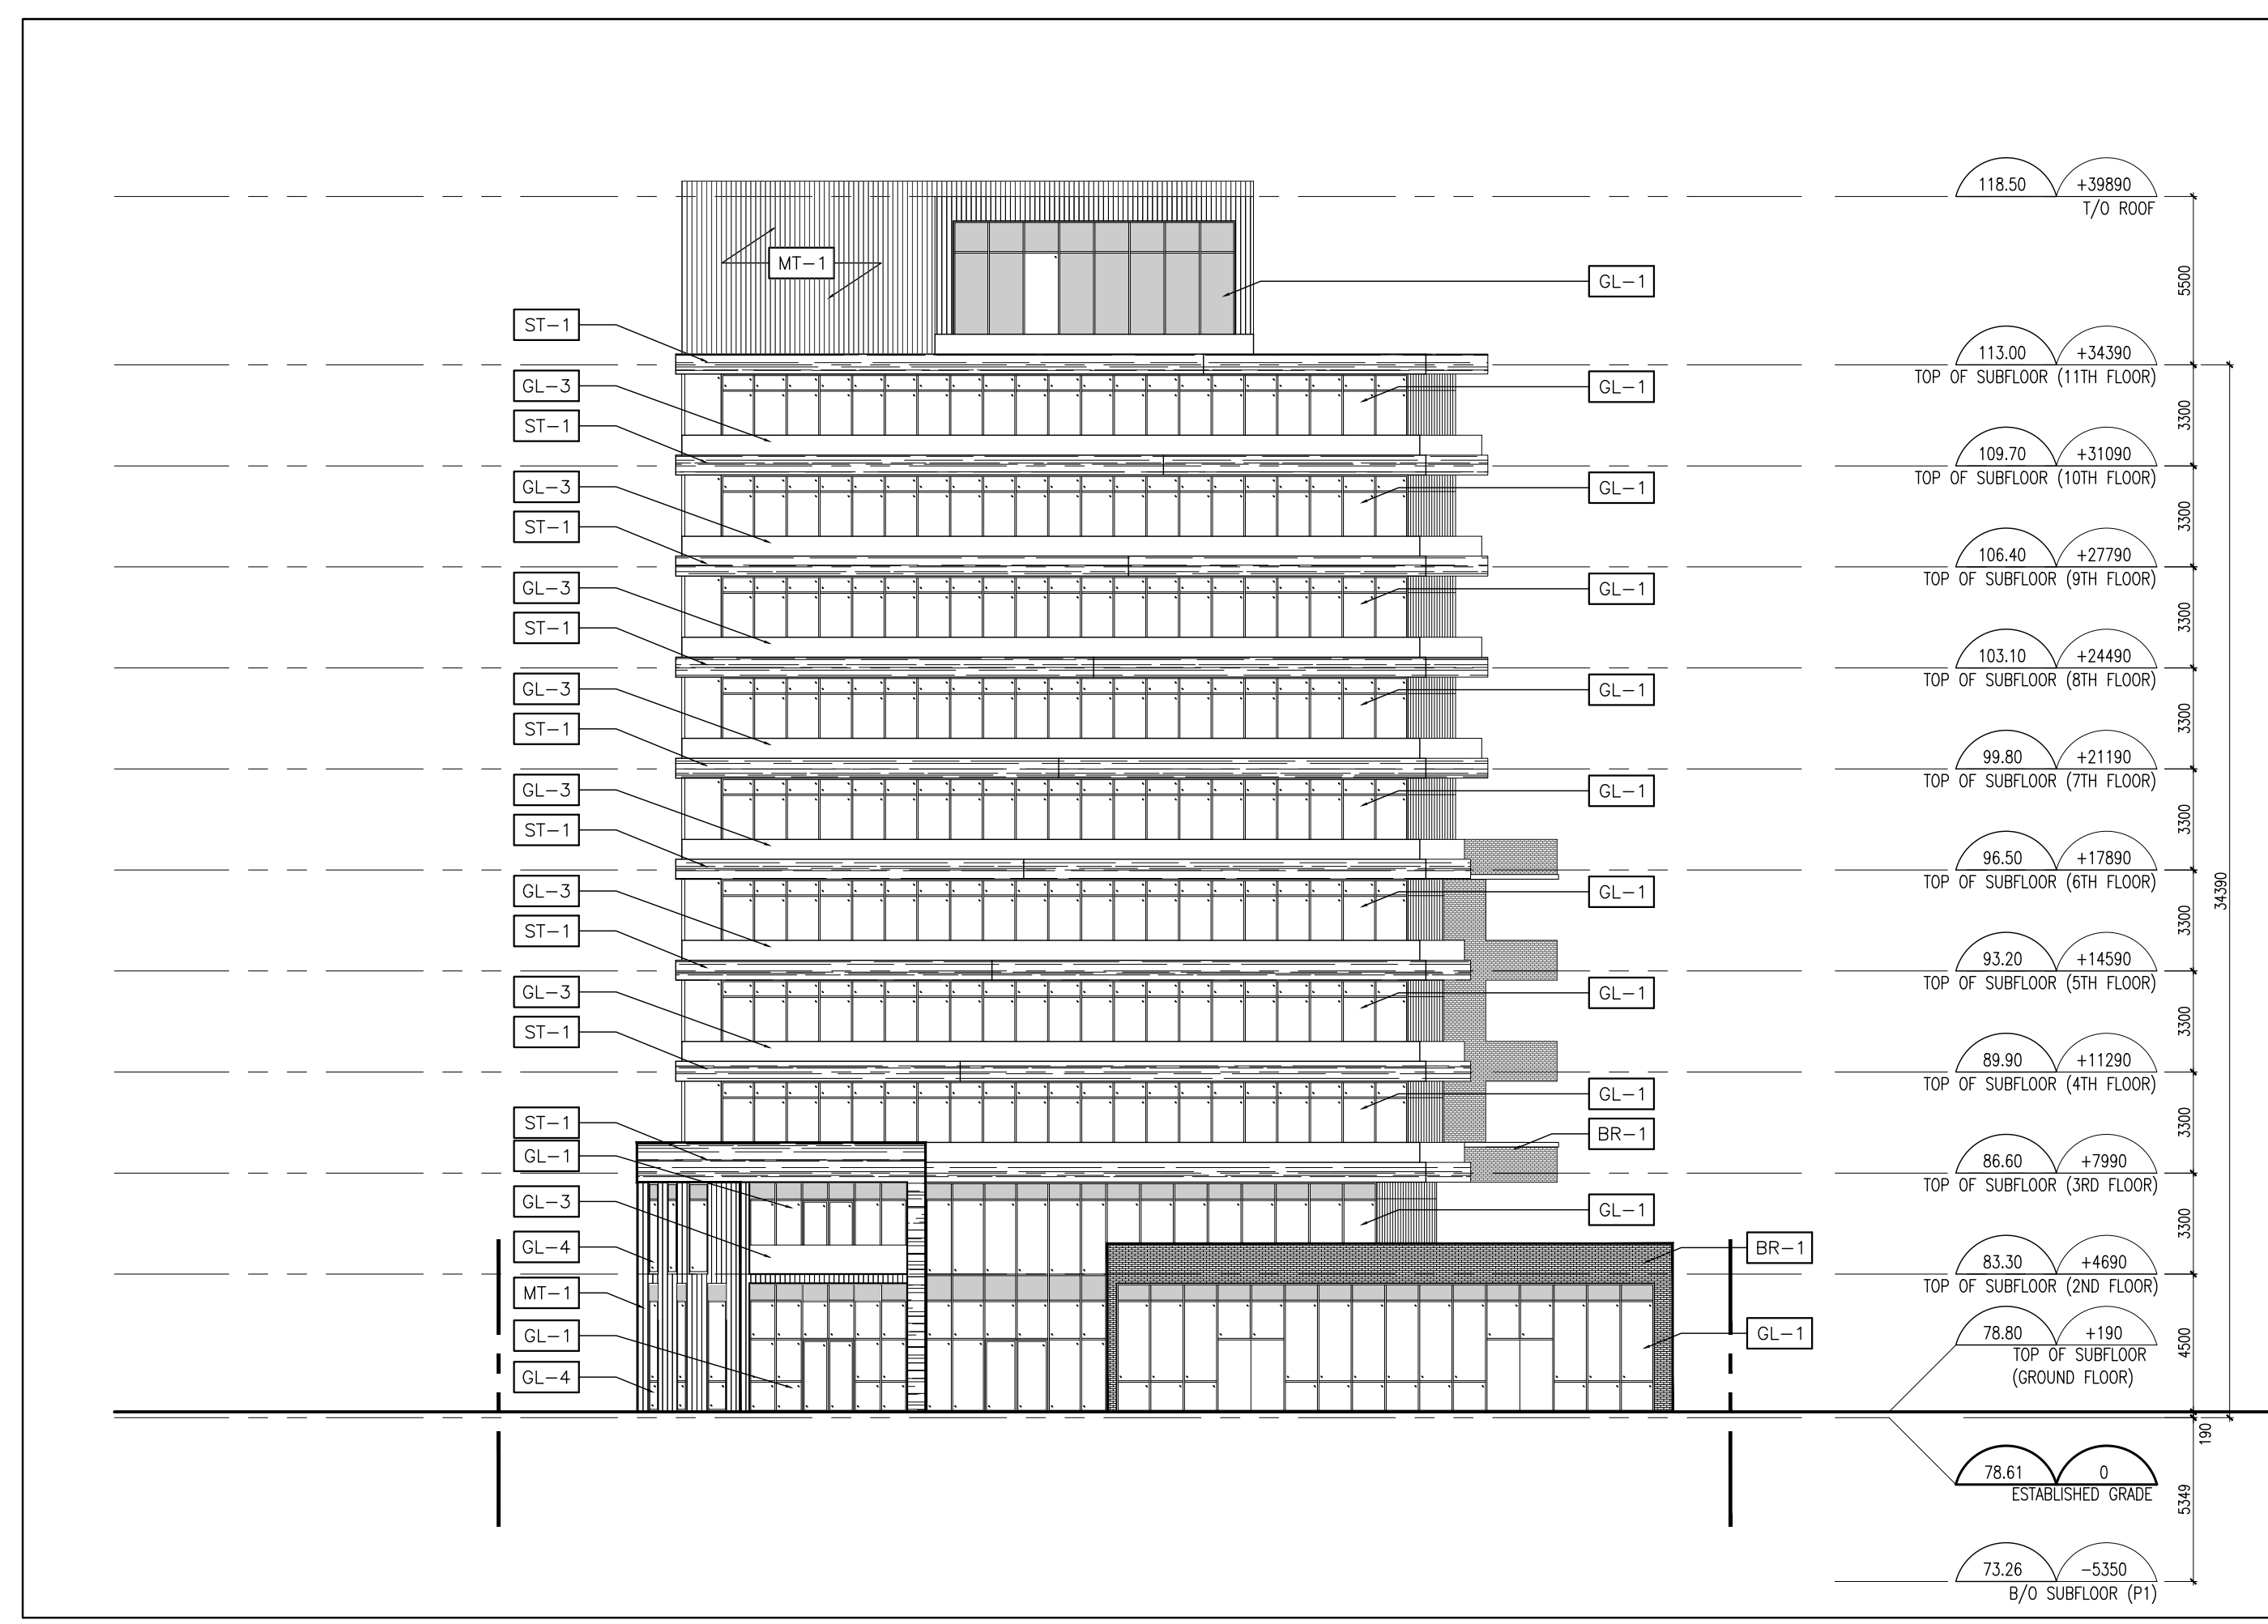 118.50 +39890
T/O ROOF
5500
MT-1
GL-1
ST-1
113.00 +34390
TOP OF SUBFLOOR (11TH FLOOR)
GL-3
GL-1
3300
ST-1
109.70 +31090
TOP OF SUBFLOOR (10TH FLOOR)
GL-3
GL-1
3300
ST-1
106.40 +27790
TOP OF SUBFLOOR (9TH FLOOR)
GL-3
GL-1
3300
ST-1
103.10 +24490
TOP OF SUBFLOOR (8TH FLOOR)
GL-3
GL-1
3300
ST-1
99.80 +21190
TOP OF SUBFLOOR (7TH FLOOR)
GL-3
GL-1
3300
ST-1
96.50 +17890
TOP OF SUBFLOOR (6TH FLOOR)
GL-3
GL-1
34390
3300
ST-1
93.20 +14590
TOP OF SUBFLOOR (5TH FLOOR)
GL-3
GL-1
3300
ST-1
89.90 +11290
TOP OF SUBFLOOR (4TH FLOOR)
GL-1
3300
ST-1
BR-1
GL-1
86.60 +7990
TOP OF SUBFLOOR (3RD FLOOR)
GL-3
GL-1
3300
GL-4
BR-1
83.30 +4690
TOP OF SUBFLOOR (2ND FLOOR)
MT-1
GL-1
GL-1
78.80 +190
TOP OF SUBFLOOR
(GROUND FLOOR)
4500
GL-4
190
78.61 0
ESTABLISHED GRADE
5349
73.26 -5350
B/O SUBFLOOR (P1)